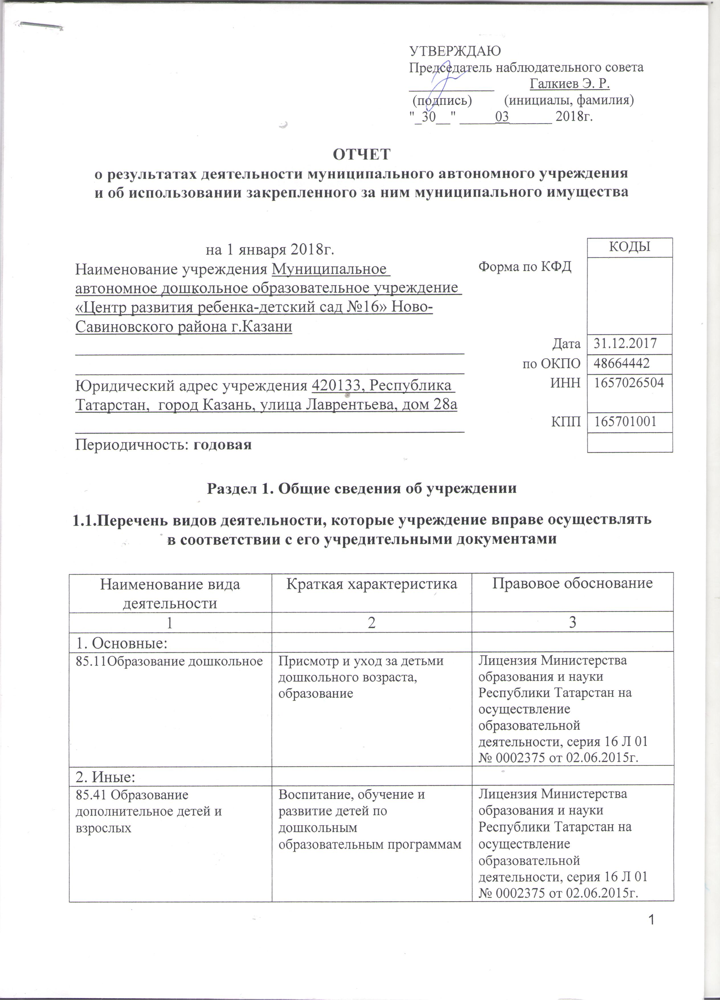 УТВЕРЖДАЮ
Председатель наблюдательного совета
____________ Галкиев Э. Р.
(подпись) (инициалы, фамилия)
"_30__" _____03______ 2018г.
ОТЧЕТ
о результатах деятельности муниципального автономного учреждения
и об использовании закрепленного за ним муниципального имущества
на 1 января 2018г.
КОДЫ
Наименование учреждения Муниципальное
автономное дошкольное образовательное учреждение
«Центр развития ребенка-детский сад №16» Ново-
Савиновского района г.Казани
Форма по КФД
Дата 31.12.2017
по ОКПО 48664442
Юридический адрес учреждения 420133, Республика
Татарстан, город Казань, улица Лаврентьева, дом 28а
ИНН 1657026504
КПП 165701001
Периодичность: годовая
Раздел 1. Общие сведения об учреждении
1.1.Перечень видов деятельности, которые учреждение вправе осуществлять
в соответствии с его учредительными документами
Наименование вида
деятельности
Краткая характеристика
Правовое обоснование
1
2
3
1. Основные:
85.11Образование дошкольное
Присмотр и уход за детьми
дошкольного возраста,
образование
Лицензия Министерства
образования и науки
Республики Татарстан на
осуществление
образовательной
деятельности, серия 16 Л 01
№ 0002375 от 02.06.2015г.
2. Иные:
85.41 Образование
дополнительное детей и
взрослых
Воспитание, обучение и
развитие детей по
дошкольным
образовательным программам
Лицензия Министерства
образования и науки
Республики Татарстан на
осуществление
образовательной
деятельности, серия 16 Л 01
№ 0002375 от 02.06.2015г.
1